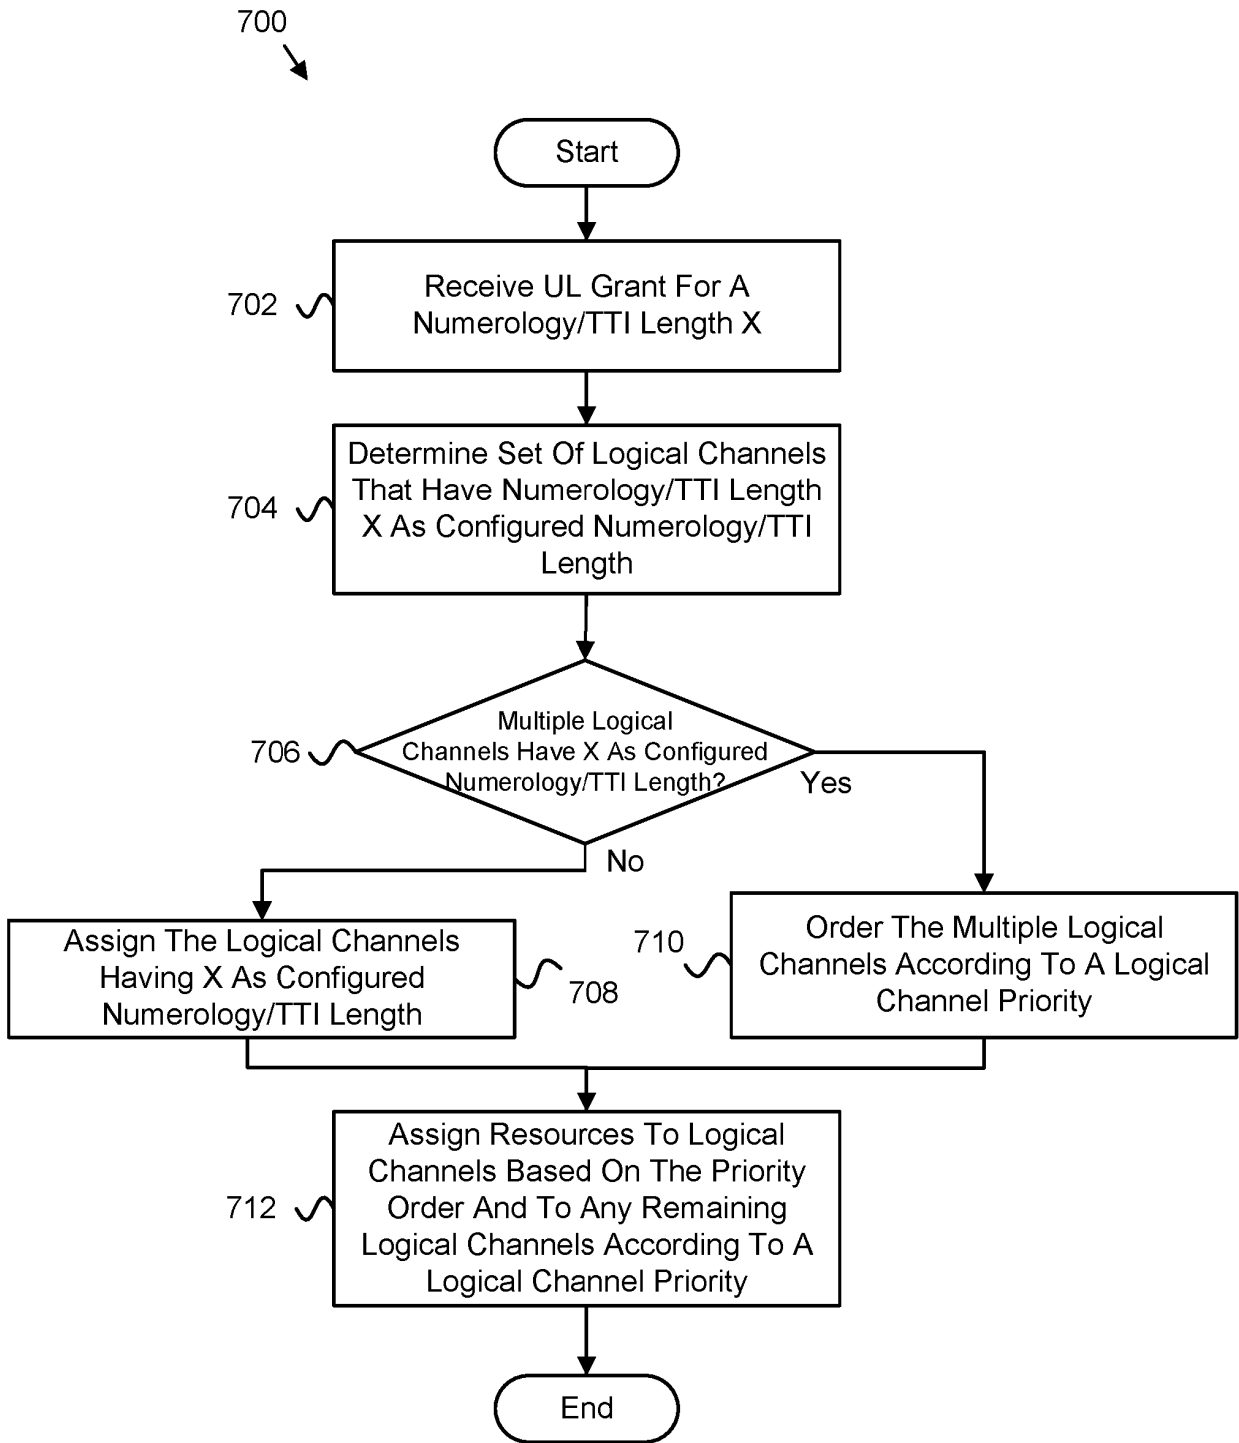 700
Start
702
Receive UL Grant For A
Numerology/TTI Length X
704
Determine Set Of Logical Channels
That Have Numerology/TTI Length
X As Configured Numerology/TTI
Length
706
Multiple Logical
Channels Have X As Configured
Numerology/TTI Length?
Yes
No
Assign The Logical Channels
Having X As Configured
Numerology/TTI Length
708
710
Order The Multiple Logical
Channels According To A Logical
Channel Priority
712
Assign Resources To Logical
Channels Based On The Priority
Order And To Any Remaining
Logical Channels According To A
Logical Channel Priority
End